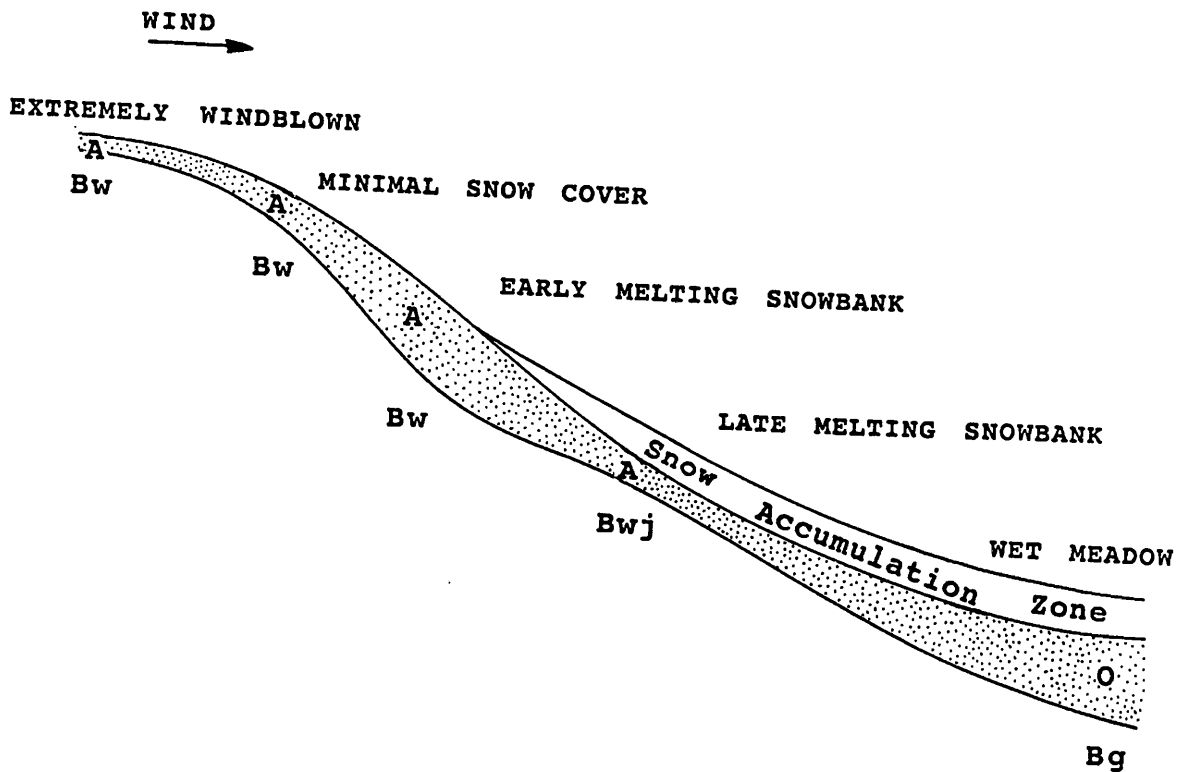 WIND
EXTREMELY WINDBLOWN
A
Bw
MINIMAL SNOW COVER
A
Bw
EARLY MELTING SNOWBANK
A
Bw
LATE MELTING SNOWBANK
Snow Accumulation Zone
A
Bwj
WET MEADOW
O
Bg